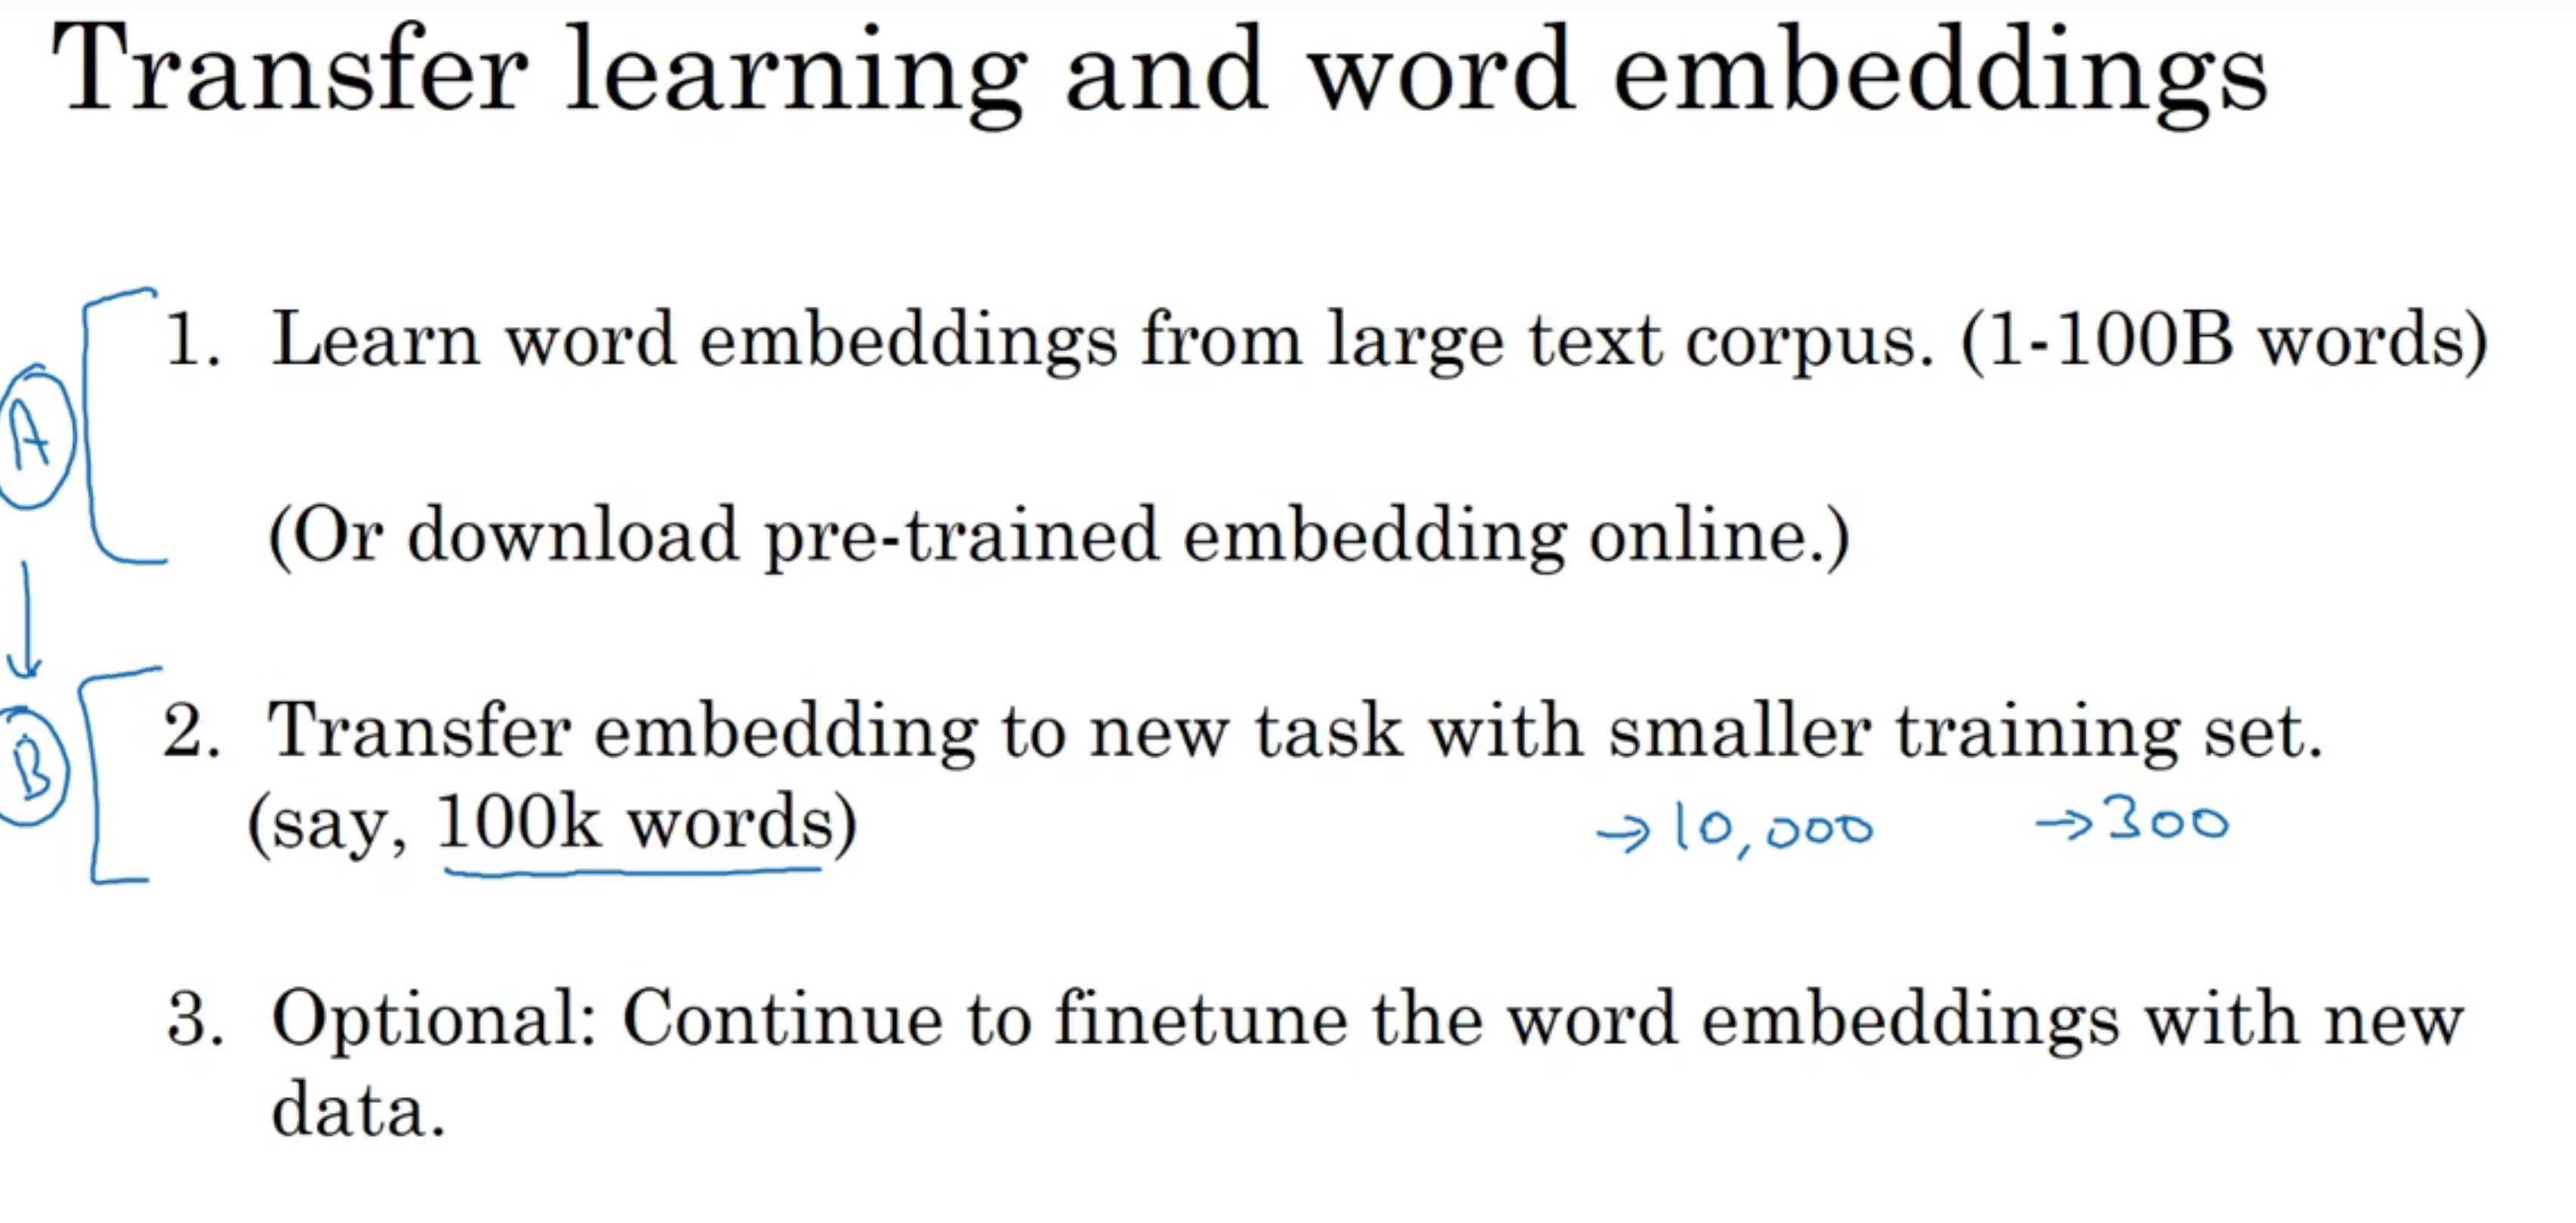 Transfer learning and word embeddings
1. Learn word embeddings from large text corpus. (1-100B words)
A
(Or download pre-trained embedding online.)
2. Transfer embedding to new task with smaller training set.
B
(say, 100k words) → 10,000 → 300
3. Optional: Continue to finetune the word embeddings with new
data.